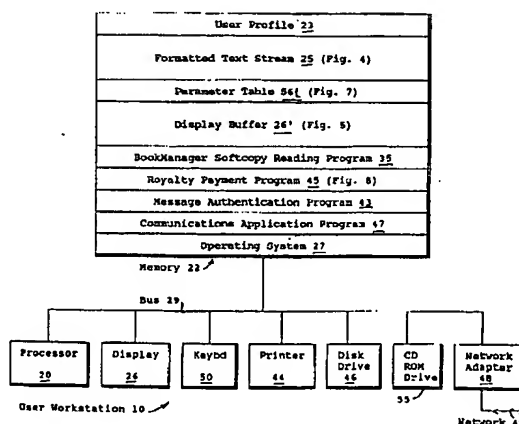 User Profile 23
Formatted Text Stream 25 (Fig. 4)
Parameter Table 56 (Fig. 7)
Display Buffer 26' (Fig. 5)
BookManager Softcopy Reading Program 35
Royalty Payment Program 45 (Fig. 8)
Message Authentication Program 43
Communications Application Program 47
Operating System 27
Memory 22
Bus 29
Processor 20
Display 26
Keybd 50
Printer 44
Disk Drive 46
CD ROM Drive 55
Network Adapter 48
User Workstation 10
Network